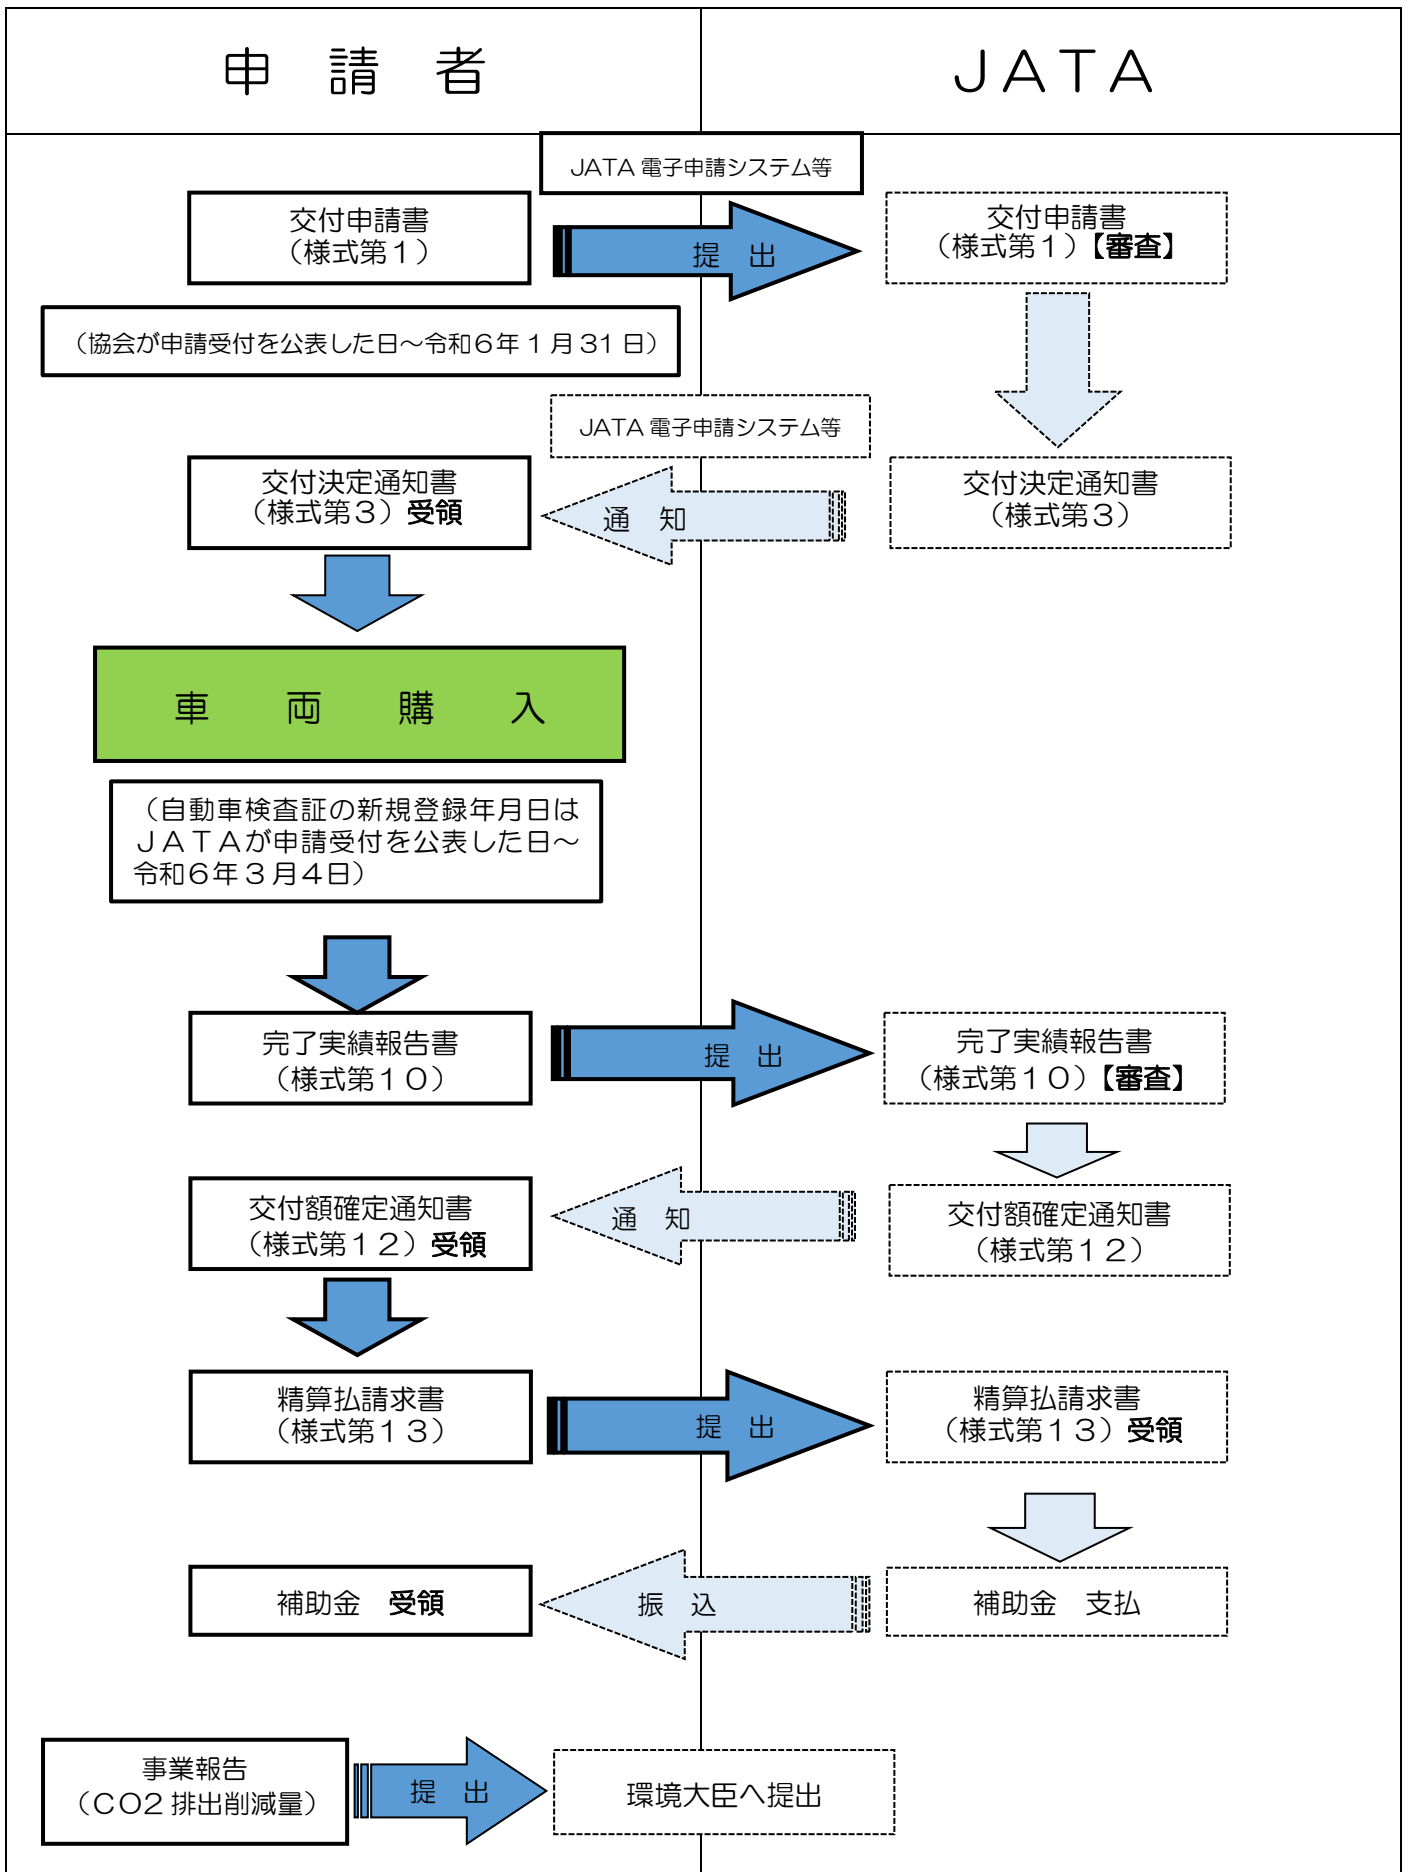 申　請　者
ＪＡＴＡ
JATA 電子申請システム等
交付申請書
（様式第１）
提　出
交付申請書
（様式第１）【審査】
（協会が申請受付を公表した日～令和６年 1 月 31 日）
JATA 電子申請システム等
交付決定通知書
（様式第３）受領
通　知
交付決定通知書
（様式第３）
車　両　購　入
（自動車検査証の新規登録年月日は
ＪＡＴＡが申請受付を公表した日～
令和６年３月４日）
完了実績報告書
（様式第１０）
提　出
完了実績報告書
（様式第１０）【審査】
交付額確定通知書
（様式第１２）受領
通　知
交付額確定通知書
（様式第１２）
精算払請求書
（様式第１３）
提　出
精算払請求書
（様式第１３）受領
補助金　受領
振　込
補助金　支払
事業報告
（ＣＯ２排出削減量）
提　出
環境大臣へ提出